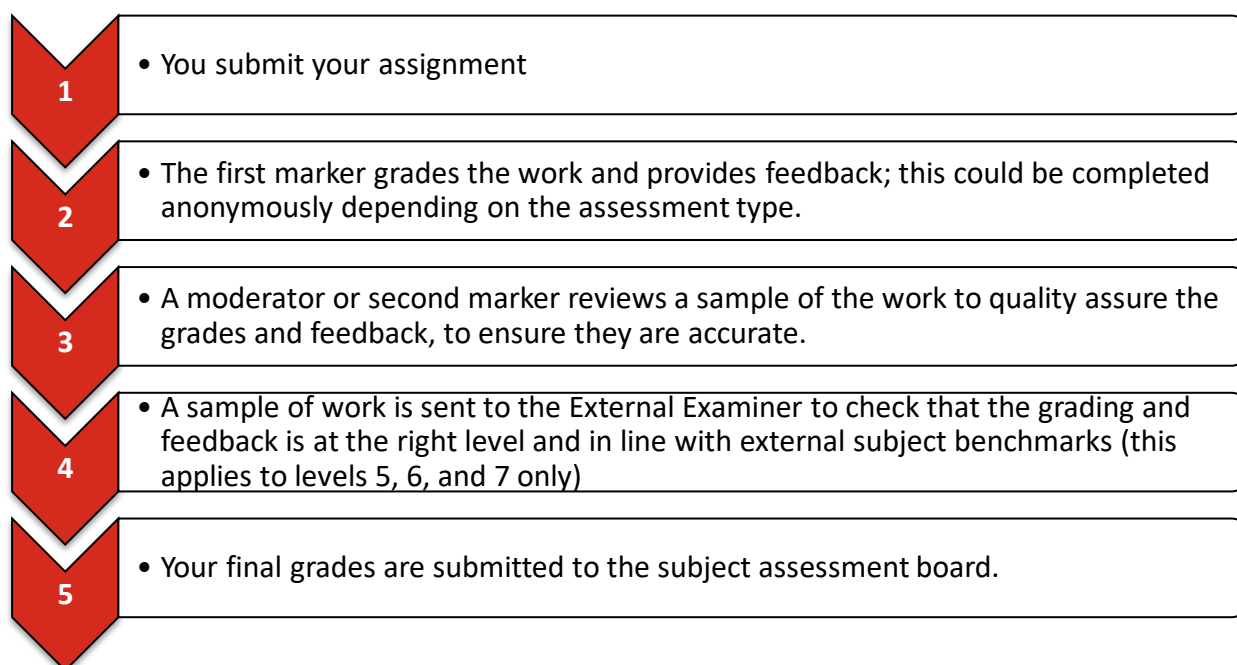 1
• You submit your assignment
2
• The first marker grades the work and provides feedback; this could be completed
anonymously depending on the assessment type.
3
• A moderator or second marker reviews a sample of the work to quality assure the
grades and feedback, to ensure they are accurate.
4
• A sample of work is sent to the External Examiner to check that the grading and
feedback is at the right level and in line with external subject benchmarks (this
applies to levels 5, 6, and 7 only)
5
• Your final grades are submitted to the subject assessment board.